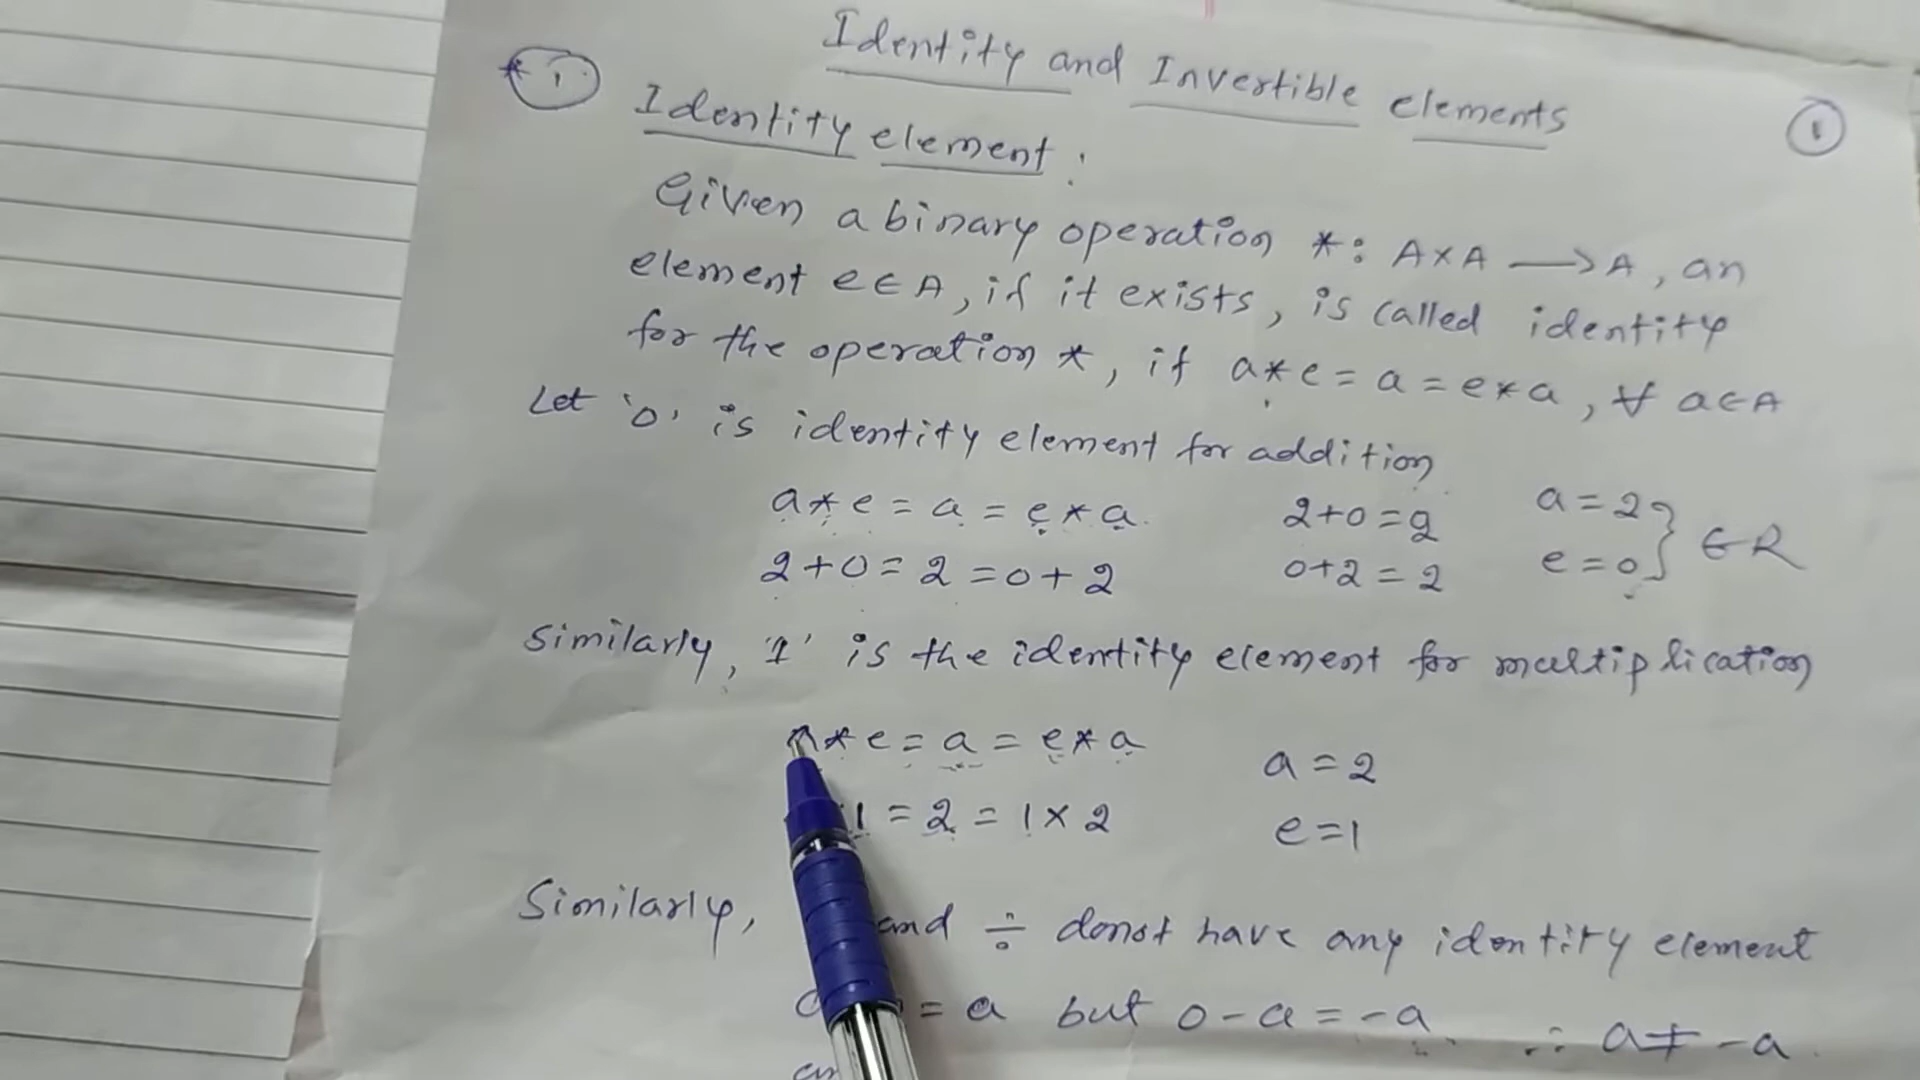 Identity and Invertible elements
* 1
1
Identity element :
Given a binary operation * : A×A ⟶ A, an
element e∈A, if it exists, is called identity
for the operation *, if a*e = a = e*a, ∀ a∈A
Let '0' is identity element for addition
a * e = a = e * a
2+0=2
a = 2
2+0 = 2 = 0+2
0+2 = 2
e = 0
} ∈ R
Similarly, '1' is the identity element for multiplication
a * e = a = e * a
a = 2
1 = 2 = 1 × 2
e = 1
Similarly, and ÷ donot have any identity element
= a but 0 - a = -a ∴ a ≠ -a